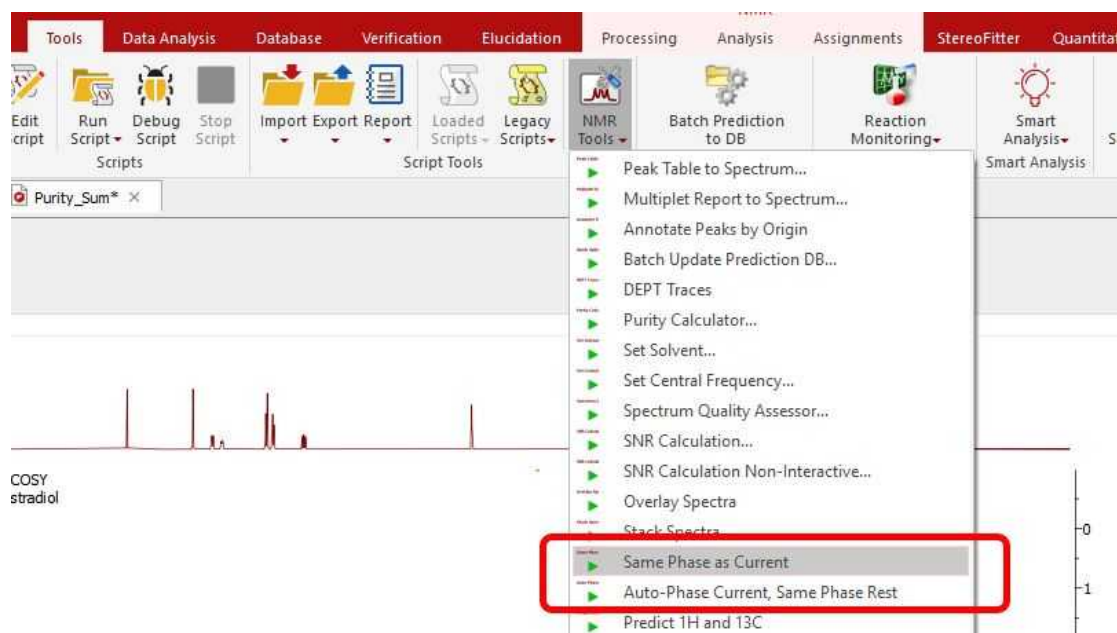 Tools Data Analysis Database Verification Elucidation Processing Analysis Assignments StereoFitter Quantitat
Edit Run Debug Stop Import Export Report Loaded Legacy NMR Batch Prediction Reaction Smart
cript Script Script Script Scripts Scripts Tools to DB Monitoring Analysis S
Scripts Script Tools Smart Analysis
Purity_Sum*
Peak Table to Spectrum...
Multiplet Report to Spectrum...
Annotate Peaks by Origin
Batch Update Prediction DB...
DEPT Traces
Purity Calculator...
Set Solvent...
Set Central Frequency...
Spectrum Quality Assessor...
SNR Calculation...
COSY SNR Calculation Non-Interactive...
stradiol Overlay Spectra
Stack Spectra
0
Same Phase as Current
Auto-Phase Current, Same Phase Rest 1
Predict 1H and 13C